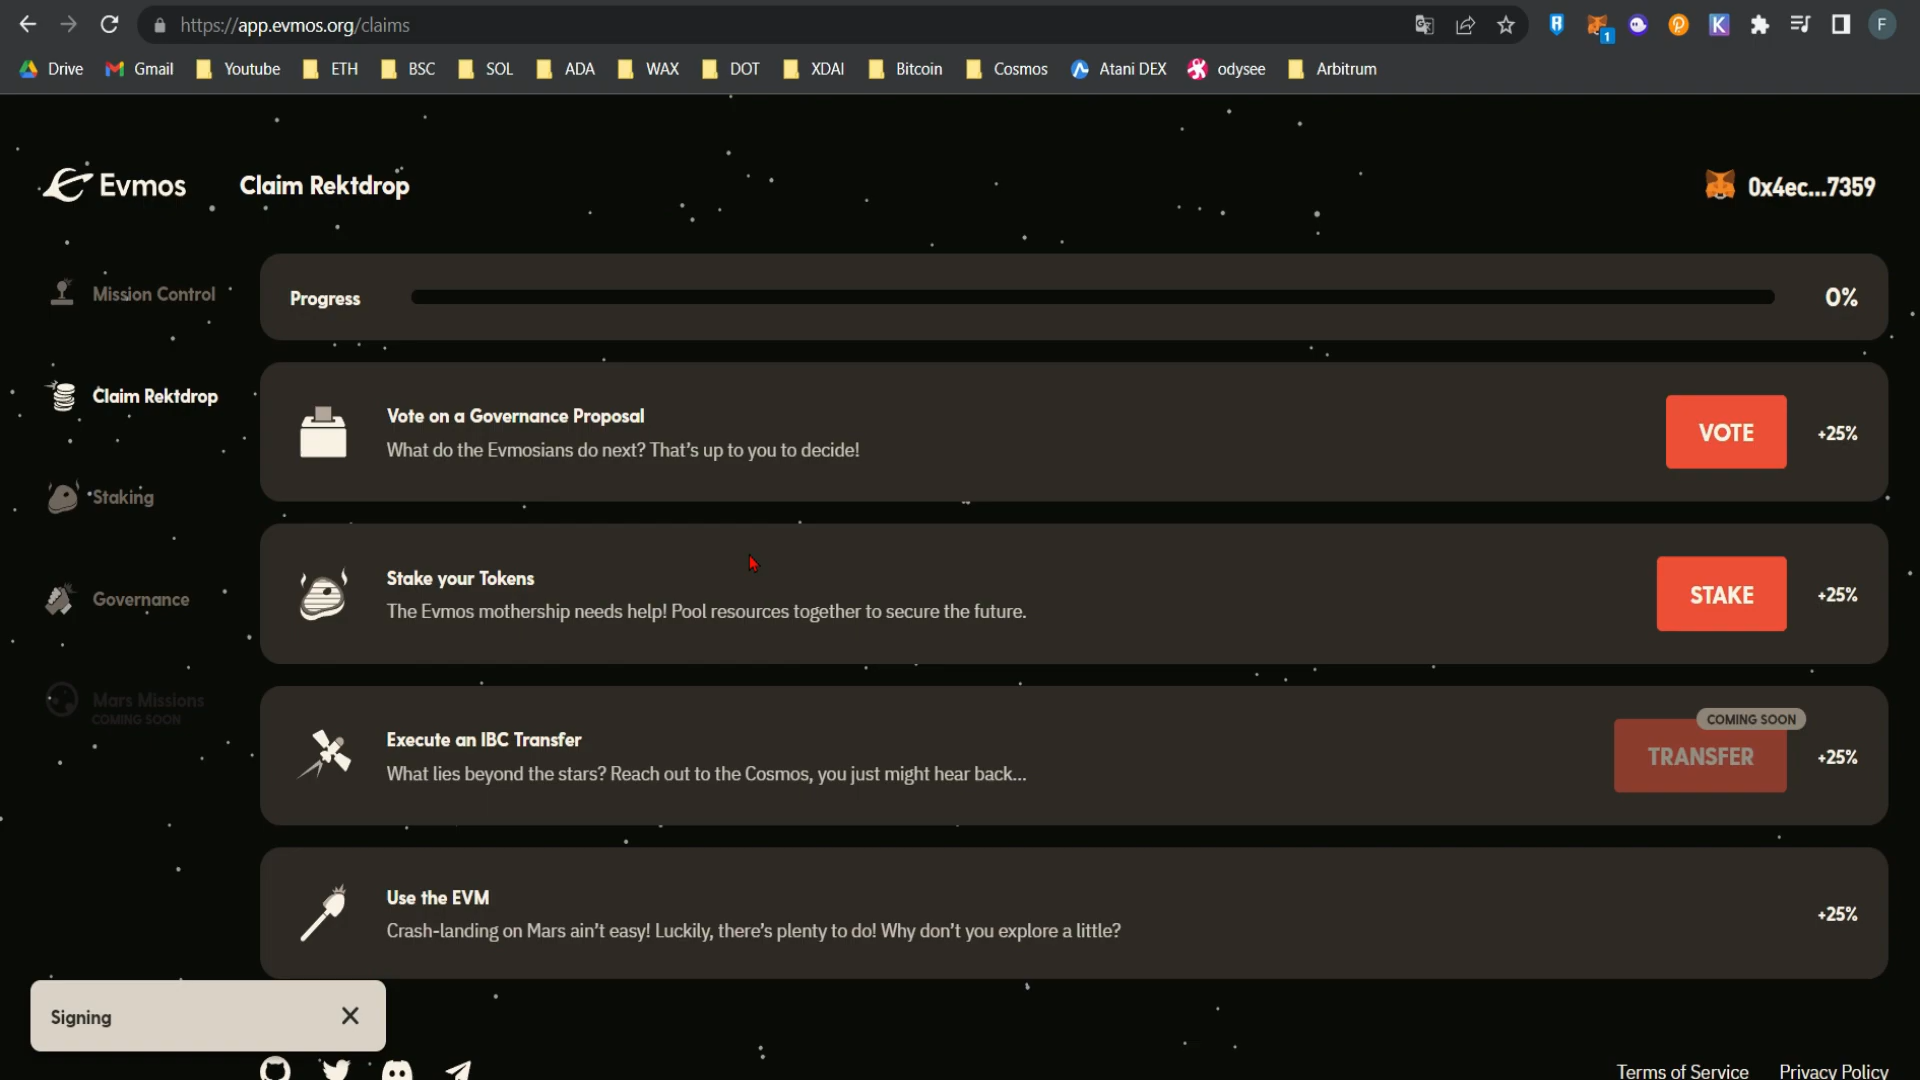 https://app.evmos.org/claims
1
F
Drive
Gmail
Youtube
ETH
BSC
SOL
ADA
WAX
DOT
XDAI
Bitcoin
Cosmos
Atani DEX
odysee
Arbitrum
Evmos
Claim Rektdrop
0x4ec...7359
Mission Control
Claim Rektdrop
Staking
Governance
Mars Missions
COMING SOON
Progress
0%
Vote on a Governance Proposal
What do the Evmosians do next? That's up to you to decide!
VOTE
+25%
Stake your Tokens
The Evmos mothership needs help! Pool resources together to secure the future.
STAKE
+25%
Execute an IBC Transfer
What lies beyond the stars? Reach out to the Cosmos, you just might hear back...
COMING SOON
TRANSFER
+25%
Use the EVM
Crash-landing on Mars ain't easy! Luckily, there's plenty to do! Why don't you explore a little?
+25%
Signing
Terms of Service
Privacy Policy